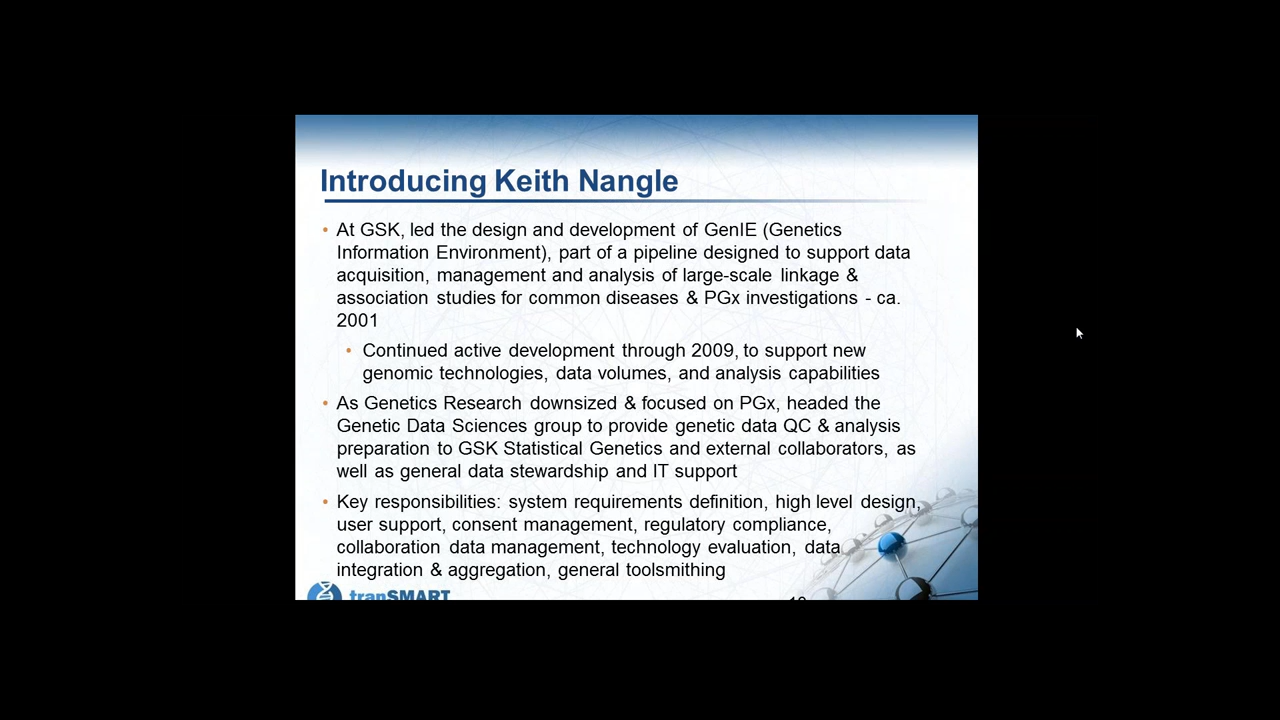 Introducing Keith Nangle
• At GSK, led the design and development of GenIE (Genetics
Information Environment), part of a pipeline designed to support data
acquisition, management and analysis of large-scale linkage &
association studies for common diseases & PGx investigations - ca.
2001
• Continued active development through 2009, to support new
genomic technologies, data volumes, and analysis capabilities
• As Genetics Research downsized & focused on PGx, headed the
Genetic Data Sciences group to provide genetic data QC & analysis
preparation to GSK Statistical Genetics and external collaborators, as
well as general data stewardship and IT support
• Key responsibilities: system requirements definition, high level design,
user support, consent management, regulatory compliance,
collaboration data management, technology evaluation, data
integration & aggregation, general toolsmithing
tranSMART